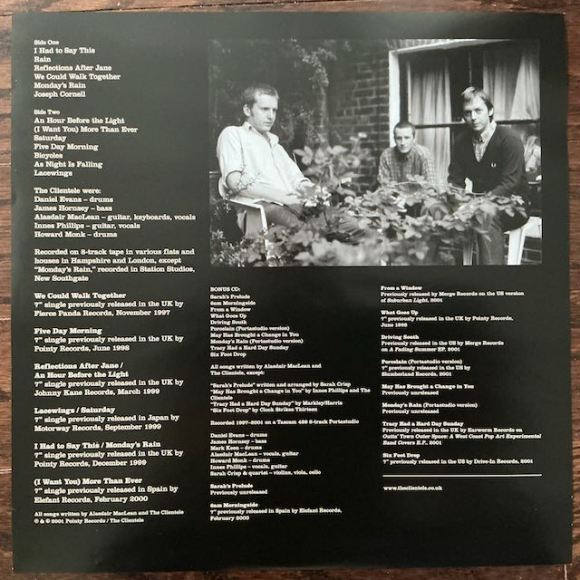 Side One
I Had to Say This
Rain
Reflections After Jane
We Could Walk Together
Monday's Rain
Joseph Cornell
Side Two
An Hour Before the Light
(I Want You) More Than Ever
Saturday
Five Day Morning
Bicycles
As Night Is Falling
Lacewings
The Clientele were:
Daniel Evans – drums
James Hornsey – bass
Alasdair MacLean – guitar, keyboards, vocals
Innes Phillips – guitar, vocals
Howard Monk – drums
Recorded on 8-track tape in various flats and
houses in Hampshire and London, except
"Monday's Rain," recorded in Station Studios,
New Southgate
We Could Walk Together
7" single previously released in the UK by
Fierce Panda Records, November 1997
Five Day Morning
7" single previously released in the UK by
Pointy Records, June 1998
Reflections After Jane /
An Hour Before the Light
7" single previously released in the UK by
Johnny Kane Records, March 1999
Lacewings / Saturday
7" single previously released in Japan by
Motorway Records, September 1999
I Had to Say This / Monday's Rain
7" single previously released in the UK by
Pointy Records, December 1999
(I Want You) More Than Ever
7" single previously released in Spain by
Elefant Records, February 2000
All songs written by Alasdair MacLean and The Clientele
℗ & © 2001 Pointy Records / The Clientele
BONUS CD:
Sarah's Prelude
6am Morningside
From a Window
What Goes Up
Driving South
Porcelain (Portastudio version)
May Has Brought a Change in You
Monday's Rain (Portastudio version)
Tracy Had a Hard Day Sunday
Six Foot Drop
All songs written by Alasdair MacLean and
The Clientele, except:
"Sarah's Prelude" written and arranged by Sarah Crisp
"May Has Brought a Change in You" by Innes Phillips and The
Clientele
"Tracy Had a Hard Day Sunday" by Markley/Harris
"Six Foot Drop" by Clock Strikes Thirteen
Recorded 1997–2001 on a Tascam 488 8-track Portastudio
Daniel Evans – drums
James Hornsey – bass
Mark Keen – drums
Alasdair MacLean – vocals, guitar
Howard Monk – drums
Innes Phillips – vocals, guitar
Sarah Crisp & quartet – violins, viola, cello
Sarah's Prelude
Previously unreleased
6am Morningside
7" previously released in Spain by Elefant Records,
February 2000
From a Window
Previously released by Merge Records on the US version
of Suburban Light, 2001
What Goes Up
7" previously released in the UK by Pointy Records,
June 1998
Driving South
Previously released in the US by Merge Records
on A Fading Summer EP, 2001
Porcelain (Portastudio version)
7" previously released in the US by
Slumberland Records, 2001
May Has Brought a Change in You
Previously unreleased
Monday's Rain (Portastudio version)
Previously unreleased
Tracy Had a Hard Day Sunday
Previously released in the UK by Earworm Records on
Outin' Town Outer Space: A West Coast Pop Art Experimental
Band Covers E.P., 2001
Six Foot Drop
7" previously released in the US by Drive-In Records, 2001
www.theclientele.co.uk